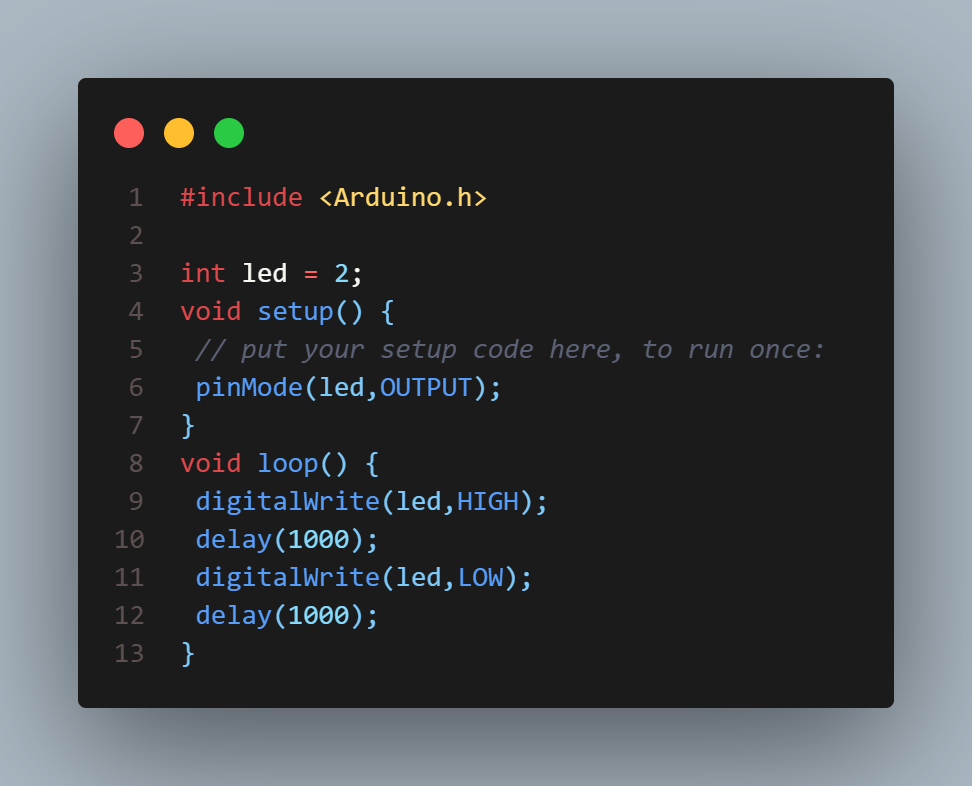 1 #include <Arduino.h>
2
3 int led = 2;
4 void setup() {
5  // put your setup code here, to run once:
6  pinMode(led,OUTPUT);
7 }
8 void loop() {
9  digitalWrite(led,HIGH);
10  delay(1000);
11  digitalWrite(led,LOW);
12  delay(1000);
13 }